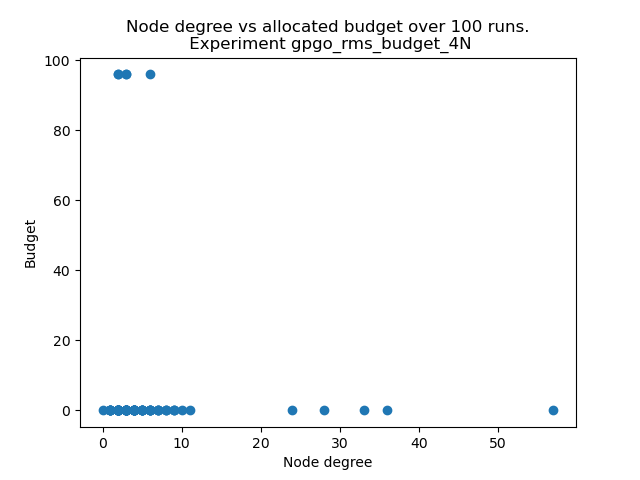 Node degree vs allocated budget over 100 runs.
Experiment gpgo_rms_budget_4N
100
80
60
40
20
0
Budget
0 10 20 30 40 50
Node degree